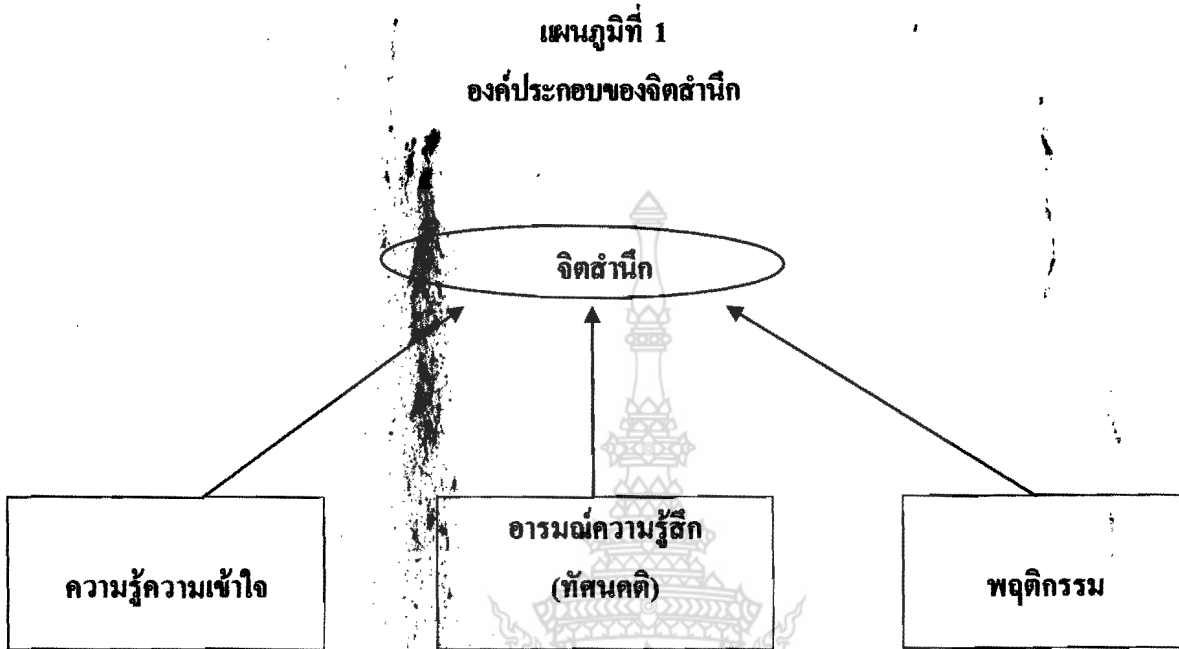 แผนภูมิที่ 1
องค์ประกอบของจิตสำนึก
จิตสำนึก
ความรู้ความเข้าใจ
อารมณ์ความรู้สึก
(ทัศนคติ)
พฤติกรรม